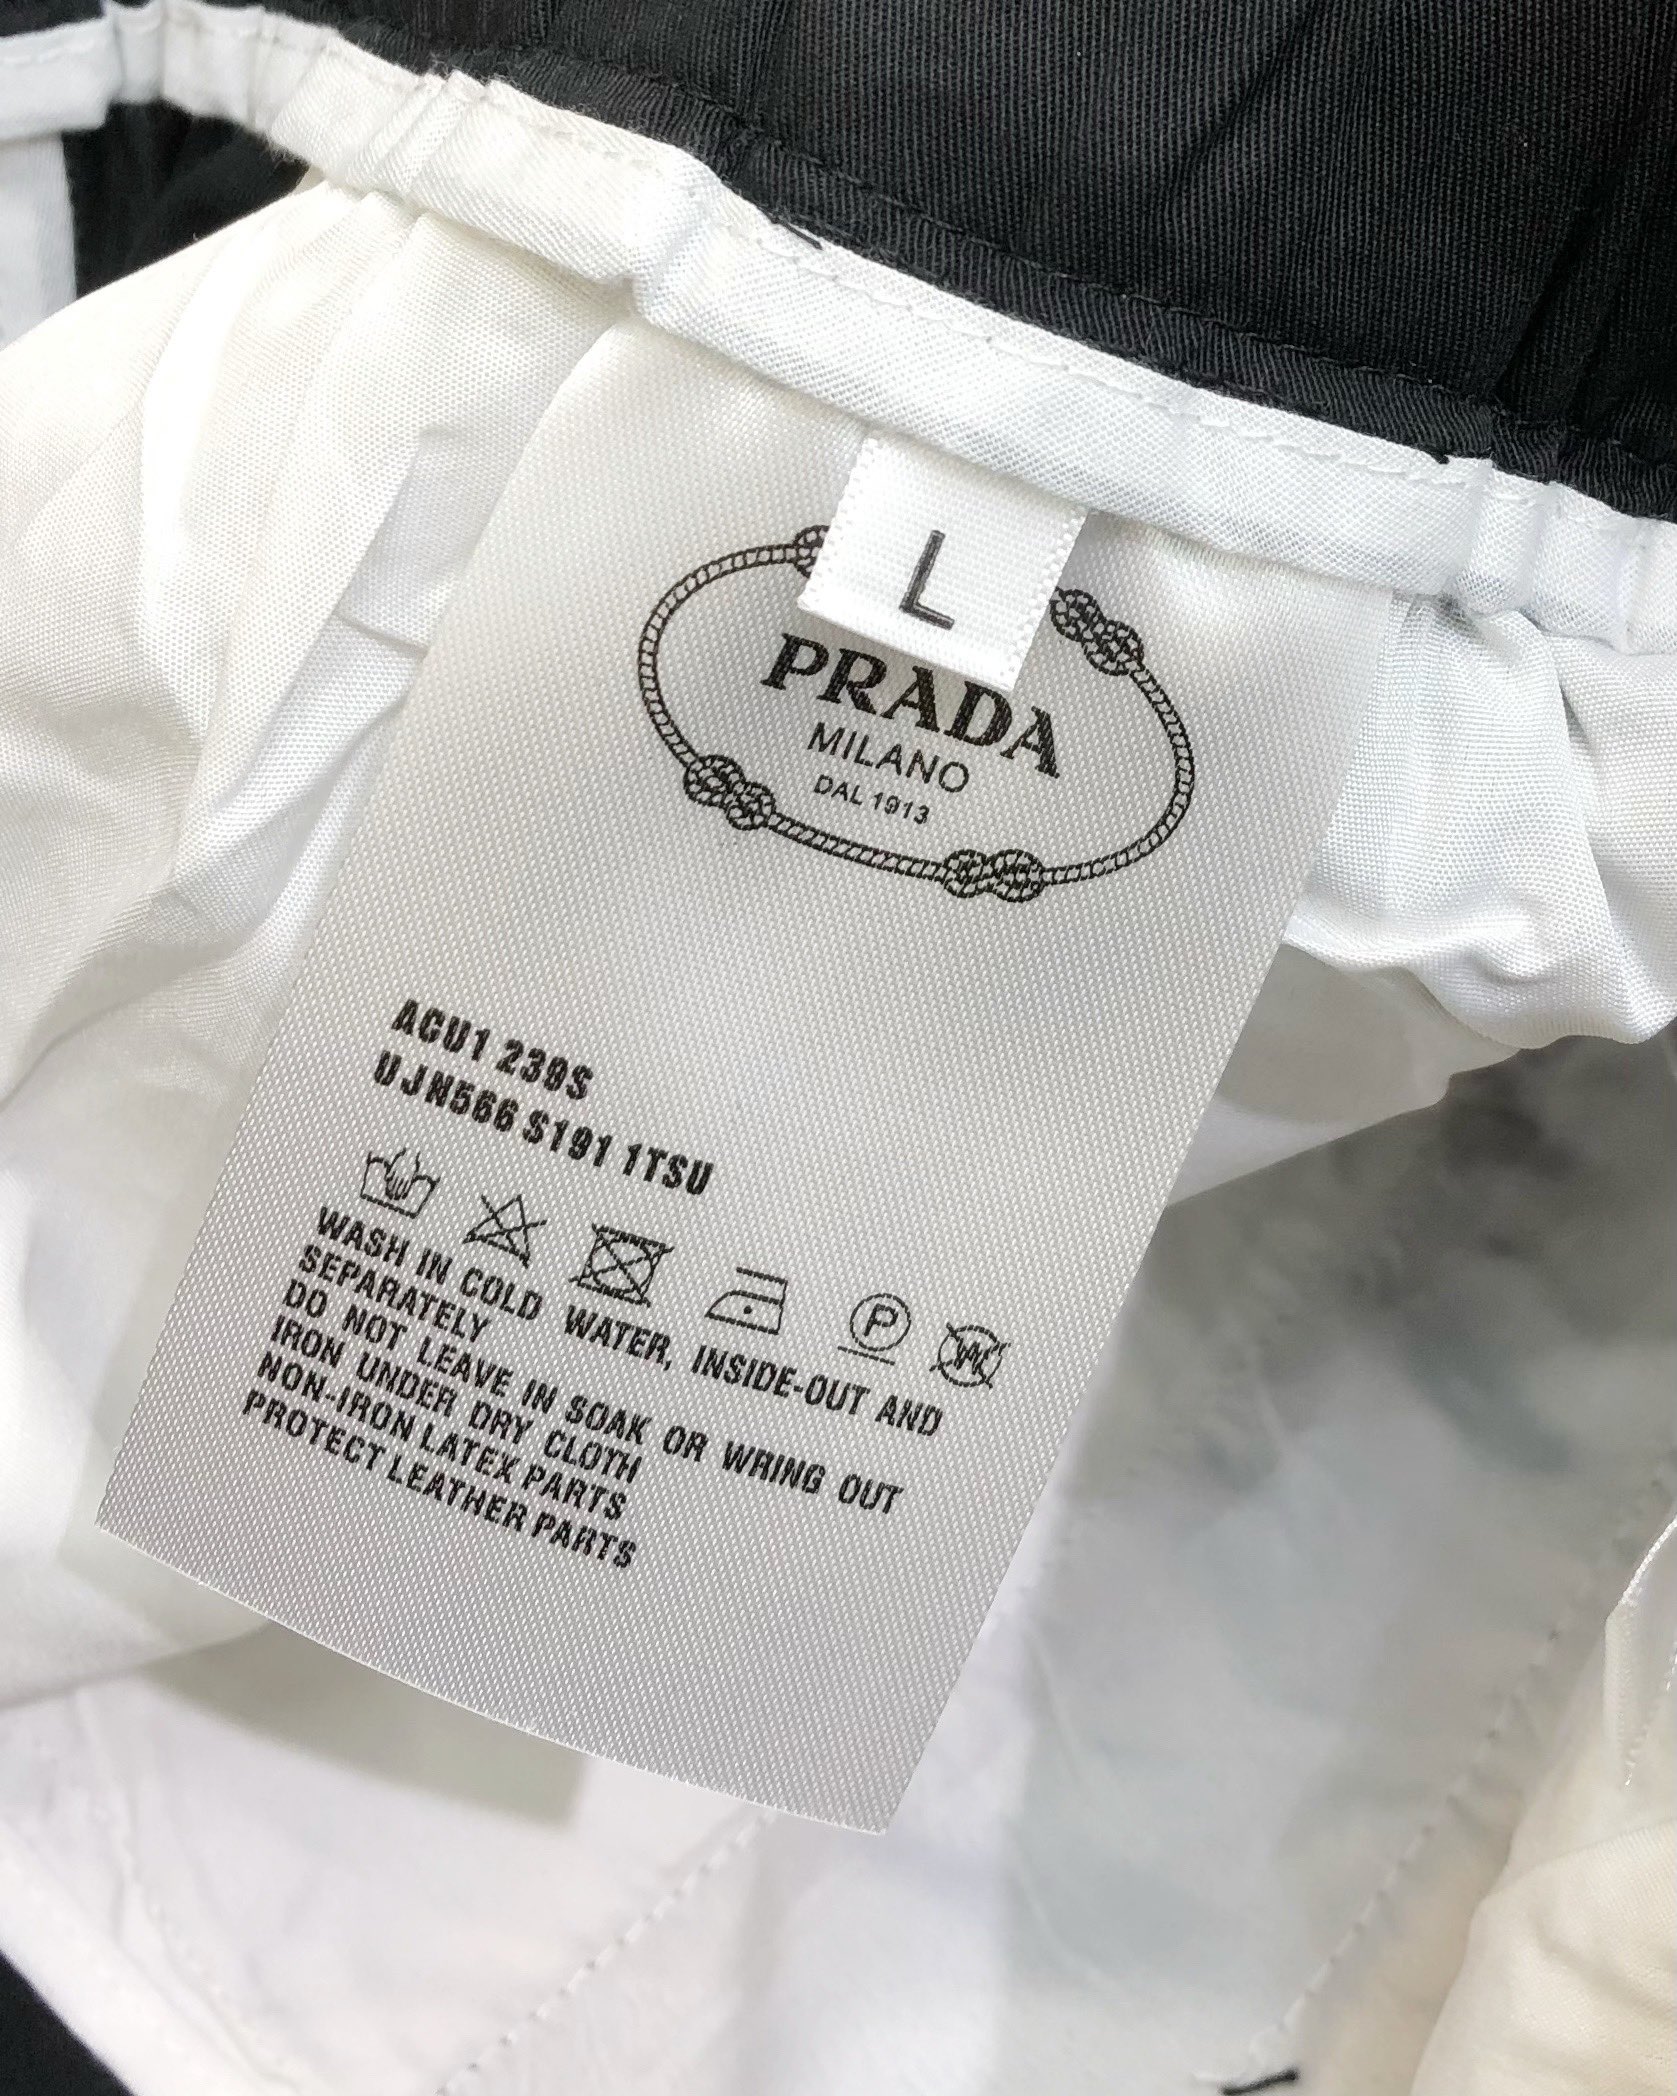 L
PRADA
MILANO
DAL 1913
ACU1 239S
UJN566 S191 1TSU
P
W
WASH IN COLD WATER, INSIDE-OUT AND
SEPARATELY
DO NOT LEAVE IN SOAK OR WRING OUT
IRON UNDER DRY CLOTH
NON-IRON LATEX PARTS
PROTECT LEATHER PARTS